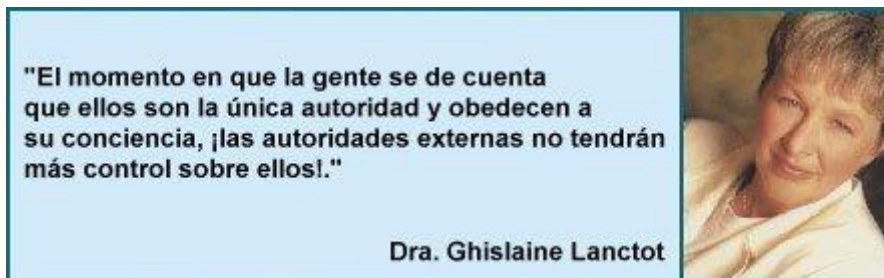 "El momento en que la gente se de cuenta
que ellos son la única autoridad y obedecen a
su conciencia, ¡las autoridades externas no tendrán
más control sobre ellos!."
Dra. Ghislaine Lanctot